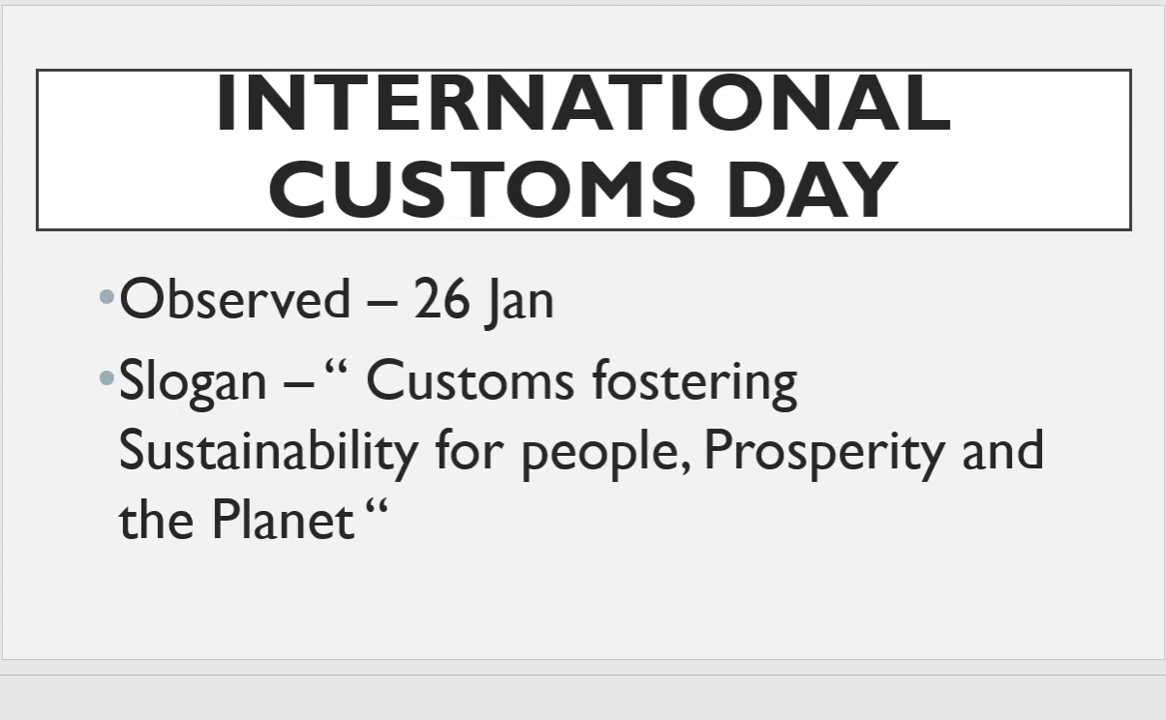 INTERNATIONAL
CUSTOMS DAY
•Observed – 26 Jan
•Slogan – “ Customs fostering
Sustainability for people, Prosperity and
the Planet “